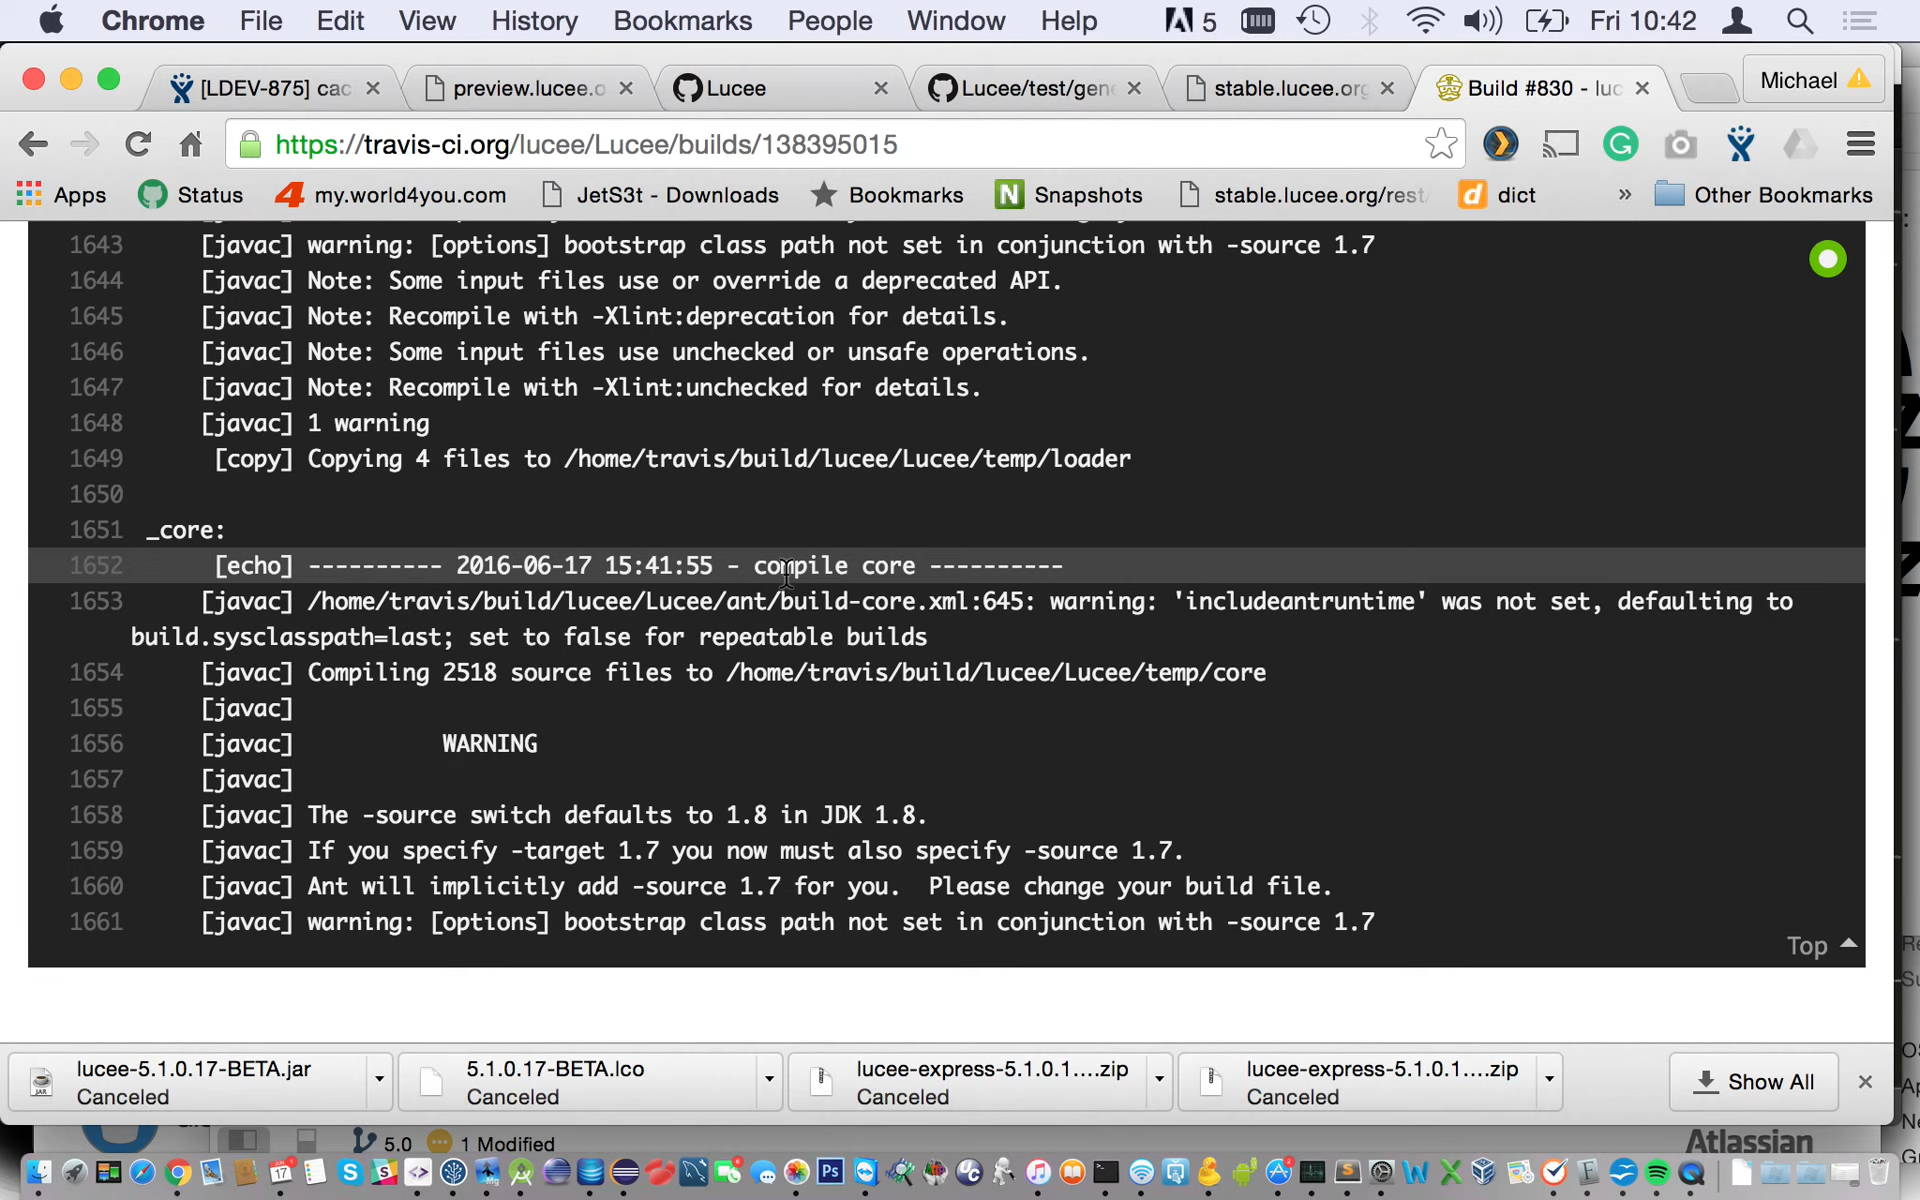 Chrome File Edit View History Bookmarks People Window Help 5 Fri 10:42
[LDEV-875] cac preview.lucee.o Lucee Lucee/test/gene stable.lucee.org Build #830 - luc Michael
https://travis-ci.org/lucee/Lucee/builds/138395015
Apps Status my.world4you.com JetS3t - Downloads Bookmarks Snapshots stable.lucee.org/rest dict » Other Bookmarks
1643 [javac] warning: [options] bootstrap class path not set in conjunction with -source 1.7
1644 [javac] Note: Some input files use or override a deprecated API.
1645 [javac] Note: Recompile with -Xlint:deprecation for details.
1646 [javac] Note: Some input files use unchecked or unsafe operations.
1647 [javac] Note: Recompile with -Xlint:unchecked for details.
1648 [javac] 1 warning
1649 [copy] Copying 4 files to /home/travis/build/lucee/Lucee/temp/loader
1650
1651 _core:
1652 [echo] ---------- 2016-06-17 15:41:55 - compile core ----------
1653 [javac] /home/travis/build/lucee/Lucee/ant/build-core.xml:645: warning: 'includeantruntime' was not set, defaulting to
build.sysclasspath=last; set to false for repeatable builds
1654 [javac] Compiling 2518 source files to /home/travis/build/lucee/Lucee/temp/core
1655 [javac]
1656 [javac] WARNING
1657 [javac]
1658 [javac] The -source switch defaults to 1.8 in JDK 1.8.
1659 [javac] If you specify -target 1.7 you now must also specify -source 1.7.
1660 [javac] Ant will implicitly add -source 1.7 for you. Please change your build file.
1661 [javac] warning: [options] bootstrap class path not set in conjunction with -source 1.7
Top
lucee-5.1.0.17-BETA.jar 5.1.0.17-BETA.lco lucee-express-5.1.0.1....zip lucee-express-5.1.0.1....zip Show All
Canceled Canceled Canceled Canceled
5.0 1 Modified Atlassian